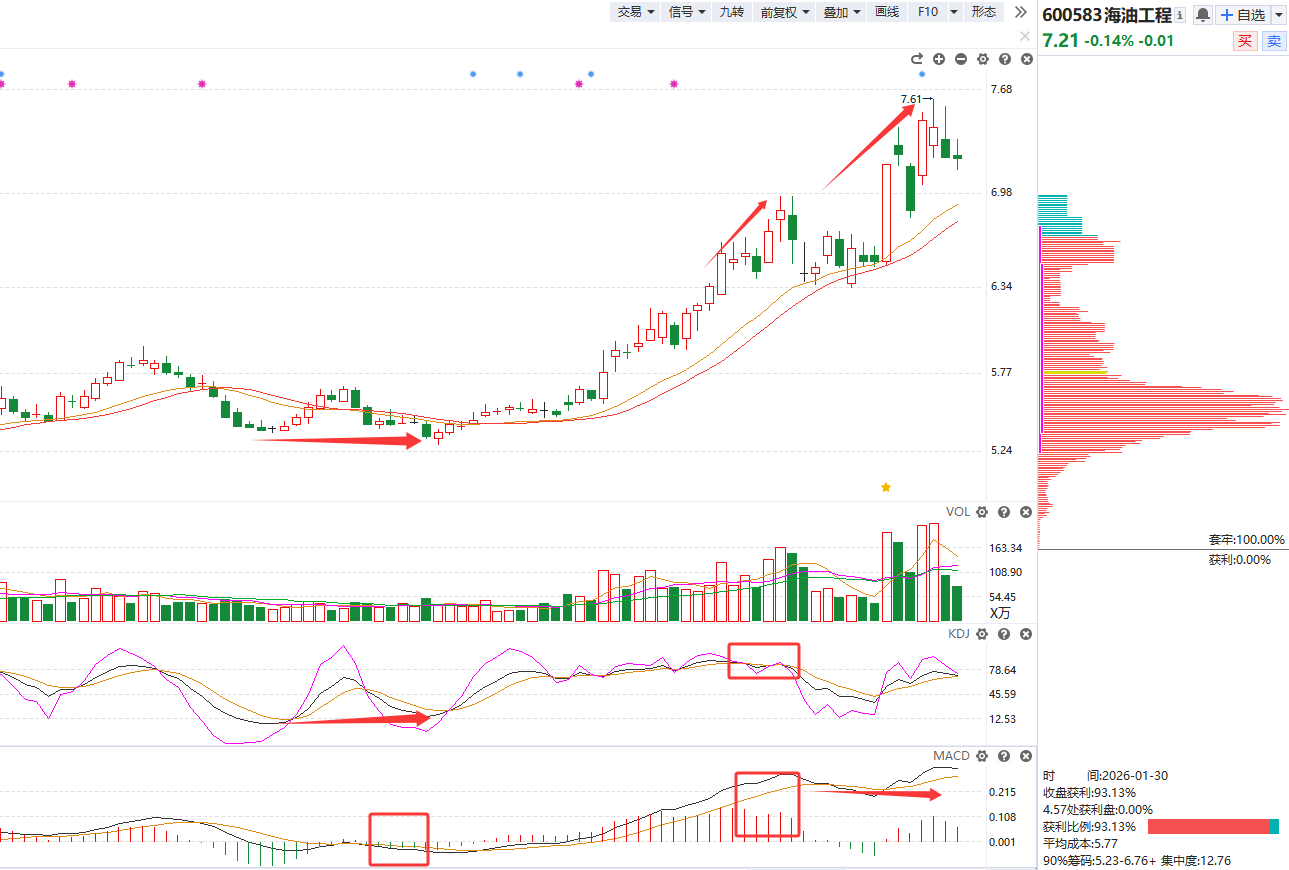 交易 信号 九转 前复权 叠加 画线 F10 形态
600583海油工程 自选
7.21 -0.14% -0.01 买 卖
7.61
7.68
6.98
6.34
5.77
5.24
VOL
163.34
108.90
54.45
X万
KDJ
78.64
45.59
12.53
MACD
0.215
0.108
0.001
套牢:100.00%
获利:0.00%
时 间:2026-01-30
收盘获利:93.13%
4.57处获利盘:0.00%
获利比例:93.13%
平均成本:5.77
90%筹码:5.23-6.76+ 集中度:12.76